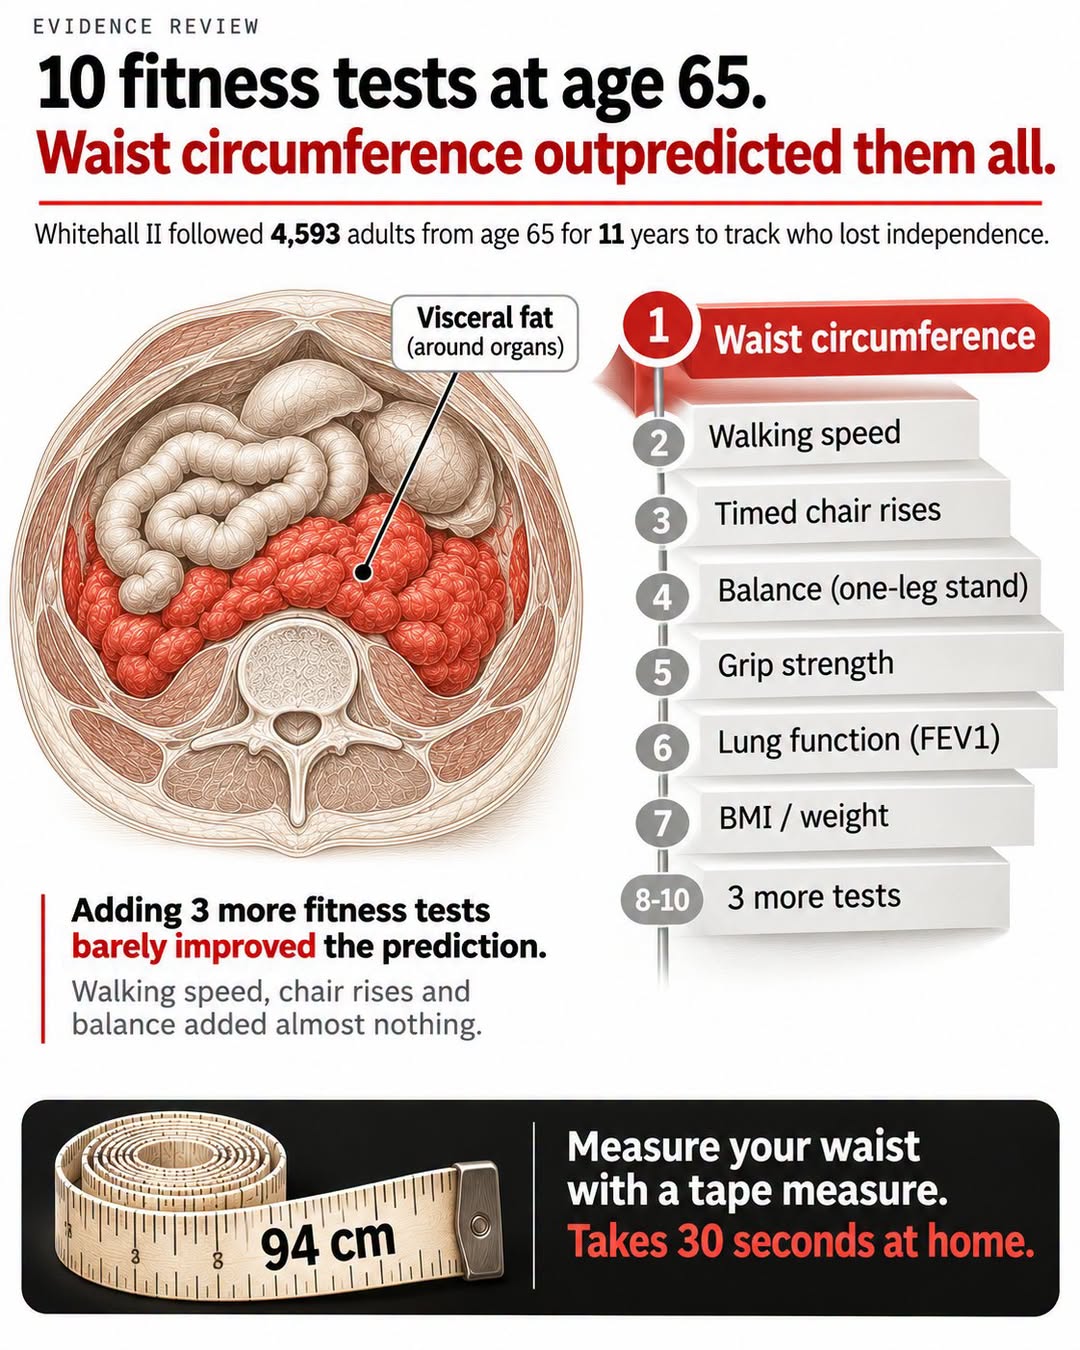 EVIDENCE REVIEW
10 fitness tests at age 65.
Waist circumference outpredicted them all.
Whitehall II followed 4,593 adults from age 65 for 11 years to track who lost independence.
Visceral fat
(around organs)
1 Waist circumference
2 Walking speed
3 Timed chair rises
4 Balance (one-leg stand)
5 Grip strength
6 Lung function (FEV1)
7 BMI / weight
8-10 3 more tests
Adding 3 more fitness tests
barely improved the prediction.
Walking speed, chair rises and
balance added almost nothing.
3 8 94 cm
Measure your waist
with a tape measure.
Takes 30 seconds at home.